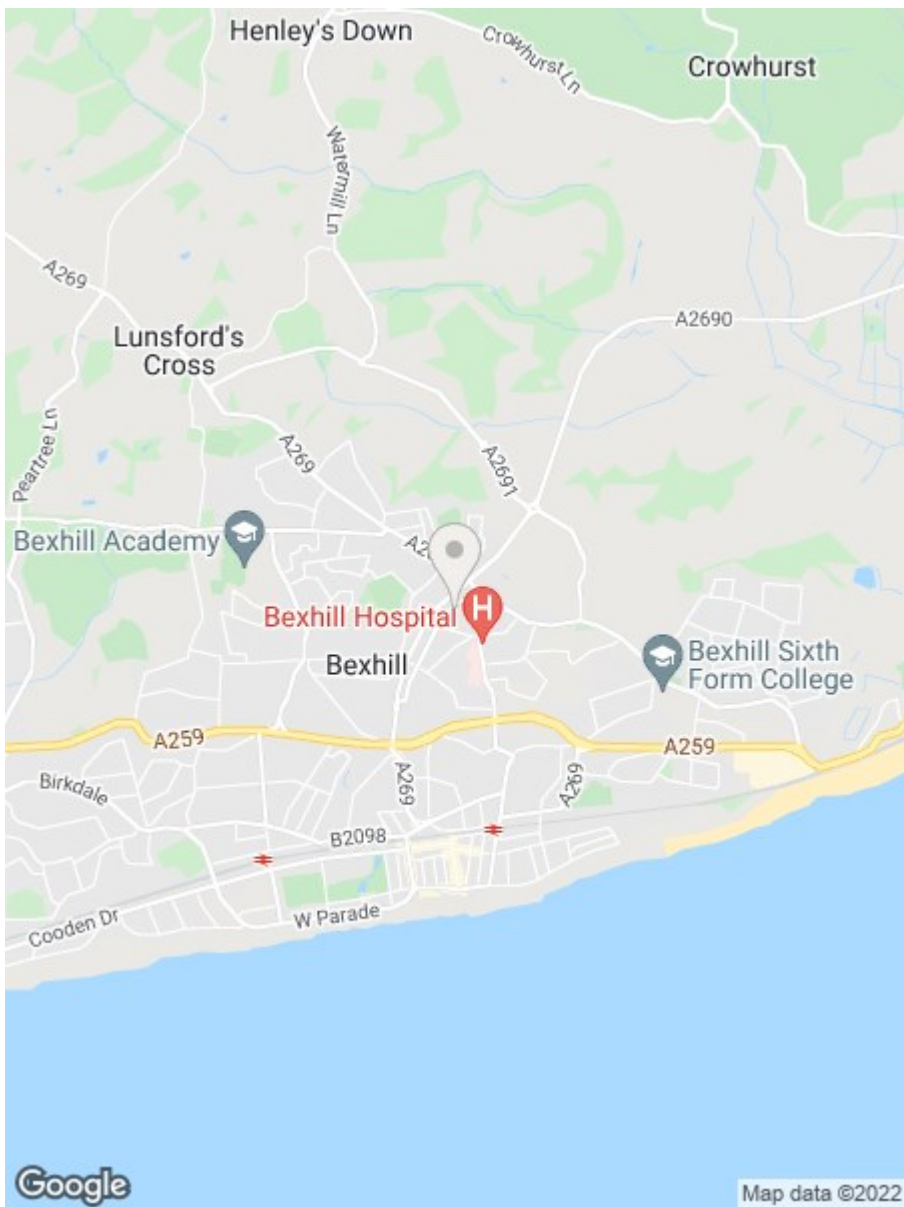 Henley's Down
Crowhurst Ln
Crowhurst
Watermill Ln
A269
A2690
Lunsford's
Cross
Peartree Ln
A269
A2691
Bexhill Academy
Bexhill Hospital
H
Bexhill
Bexhill Sixth
Form College
A259
A259
Birkdale
A269
A269
B2098
W Parade
Cooden Dr
Google
Map data ©2022